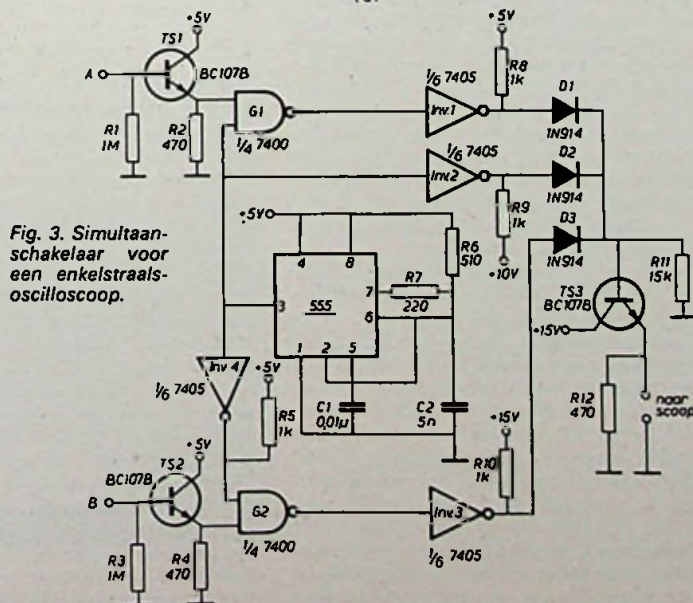 +5V
TS1
BC107B
A
R1
1M
R2
470
G1
1/4 7400
+5V
R8
1k
1/6 7405
Inv.1
D1
1N914
1/6 7405
Inv.2
D2
1N914
R9
1k
+10V
D3
1N914
Fig. 3. Simultaan-
schakelaar voor
een enkelstraals-
oscilloscoop.
+5V
4
8
R6
510
7
R7
220
3
555
6
1
2
5
R11
15k
TS3
BC107B
+15V
Inv 4
1/6 7405
+5V
R5
1k
C1
0,01μ
C2
5n
R12
470
naar
scoop
+15V
R10
1k
+5V
BC107B
TS2
B
R3
1M
R4
470
G2
1/4 7400
Inv.3
1/6 7405